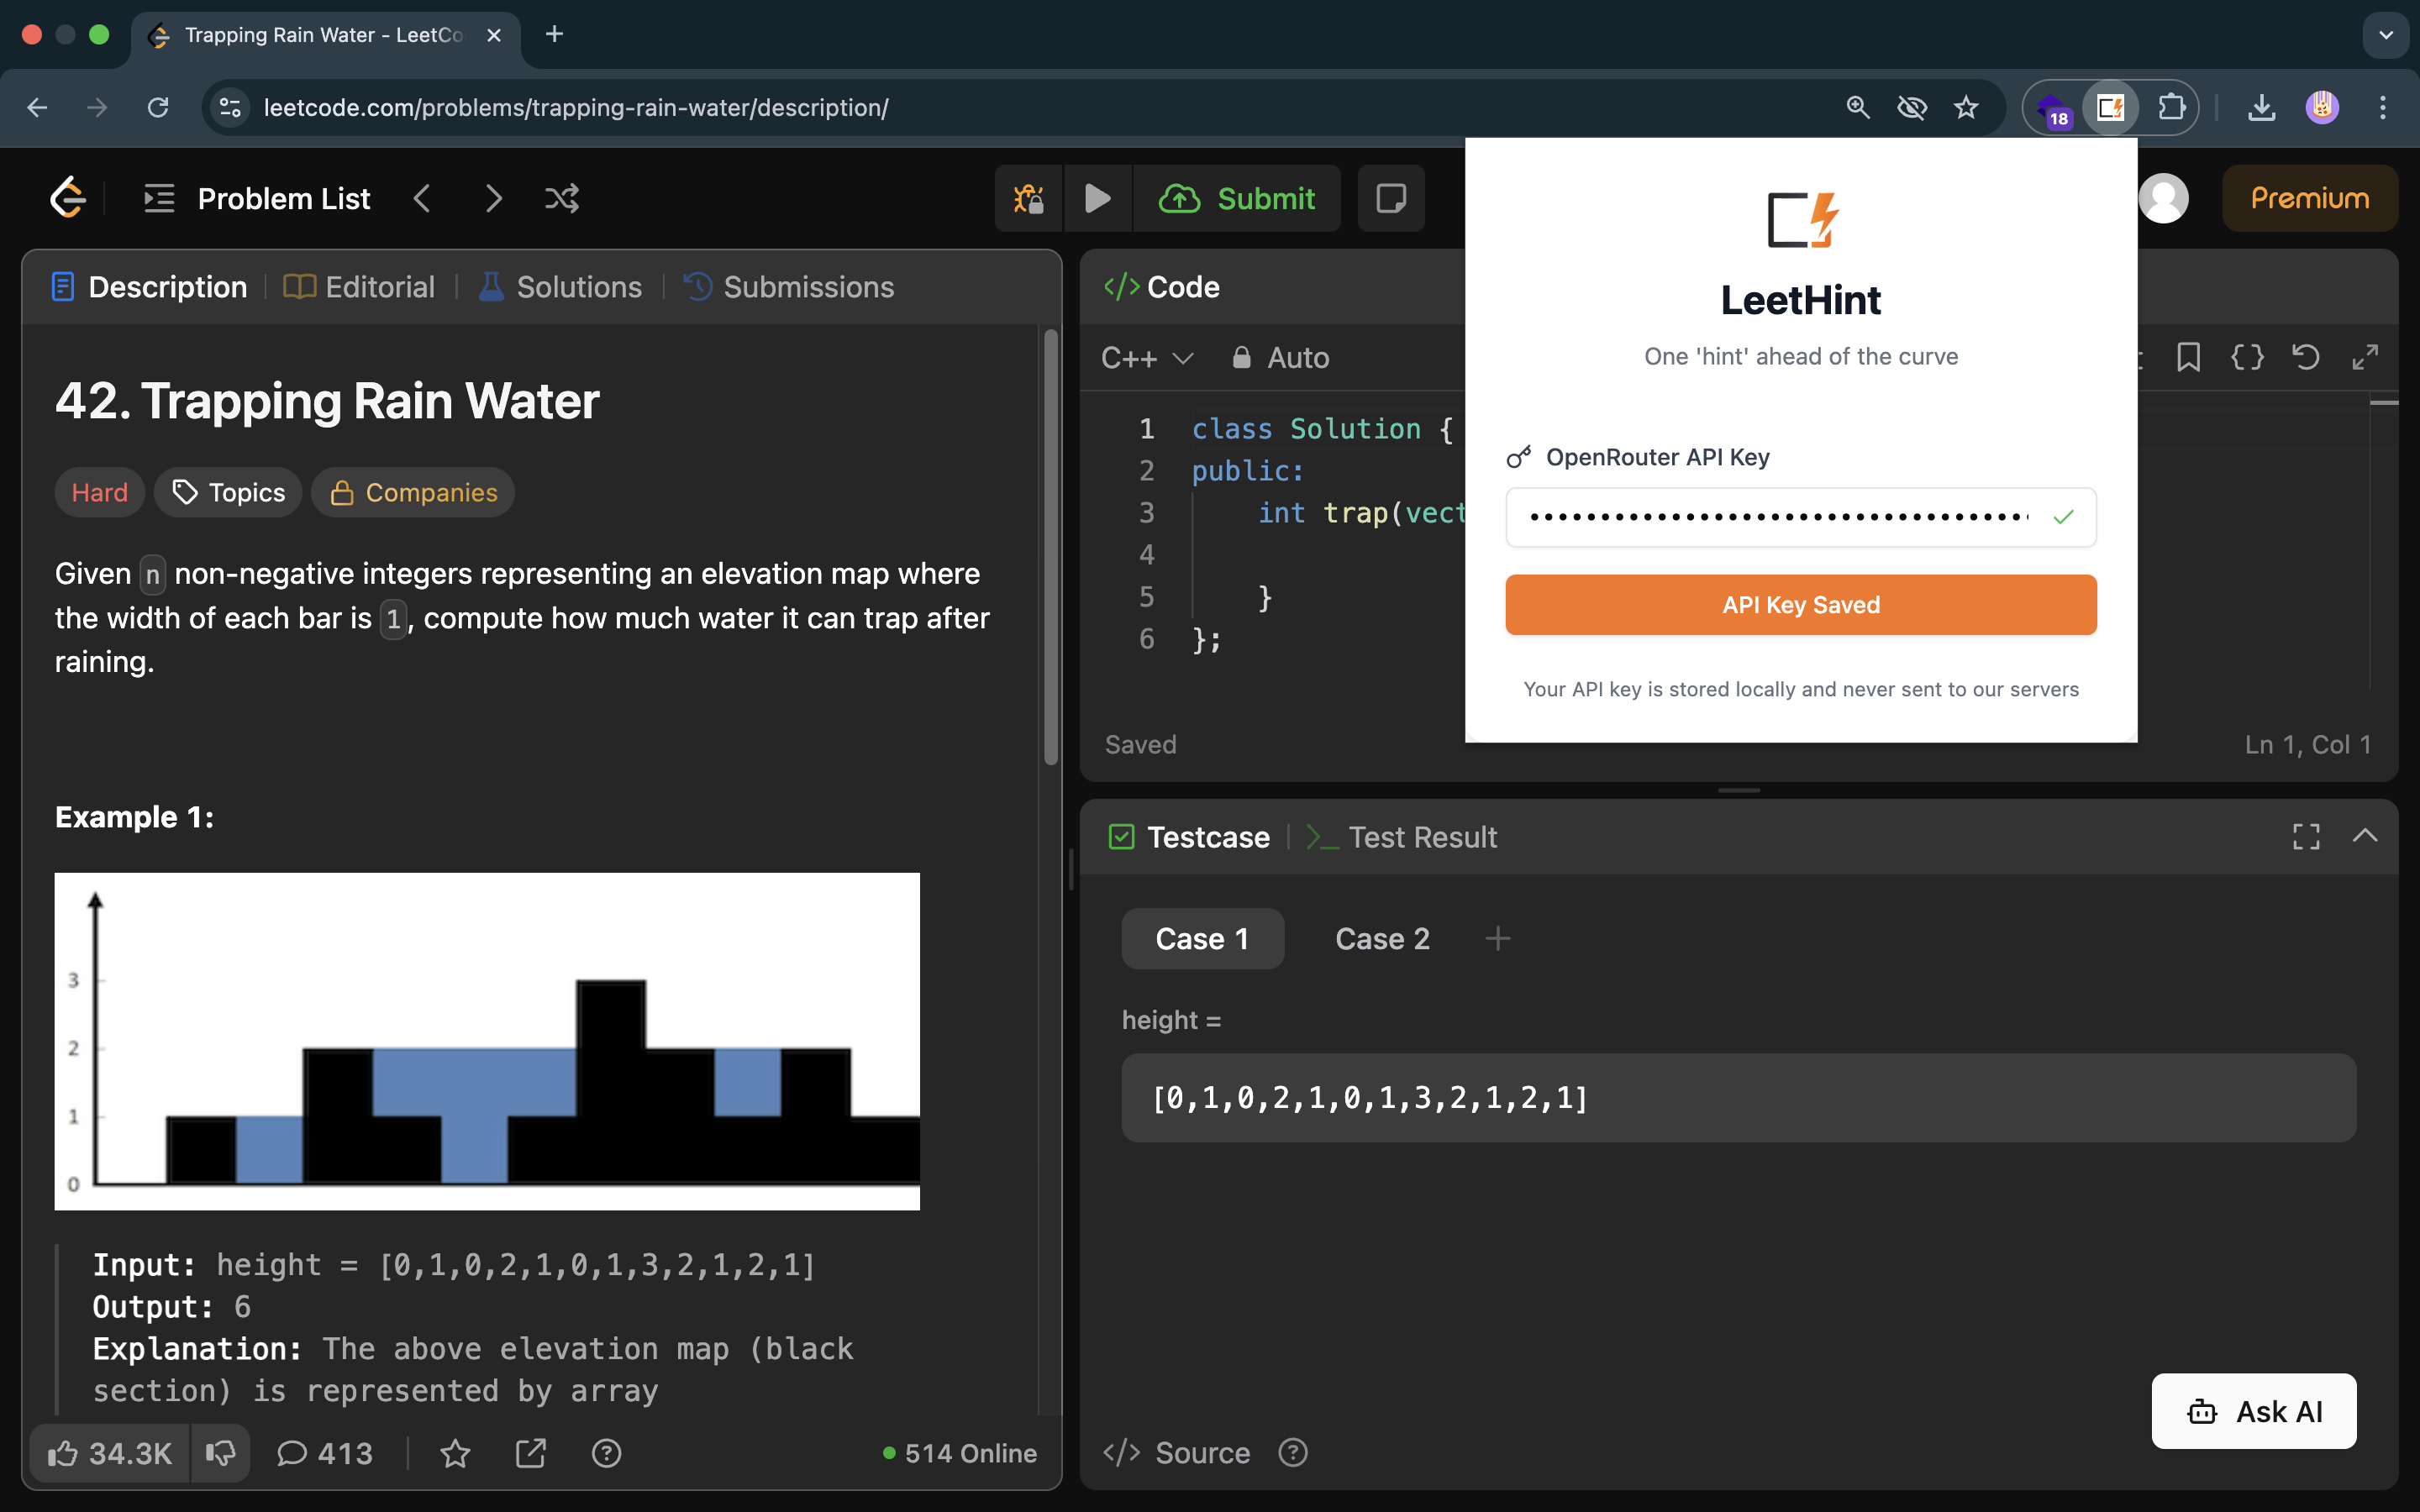 Trapping Rain Water - LeetCo
leetcode.com/problems/trapping-rain-water/description/
18
Problem List
Submit
Premium
Description
Editorial
Solutions
Submissions
42. Trapping Rain Water
Hard
Topics
Companies
Given n non-negative integers representing an elevation map where
the width of each bar is 1, compute how much water it can trap after
raining.
Example 1:
3
2
1
0
Input: height = [0,1,0,2,1,0,1,3,2,1,2,1]
Output: 6
Explanation: The above elevation map (black
section) is represented by array
34.3K
413
514 Online
</> Code
C++
Auto
1 class Solution {
2 public:
3 int trap(vect
4
5 }
6 };
Saved
Ln 1, Col 1
LeetHint
One 'hint' ahead of the curve
OpenRouter API Key
••••••••••••••••••••••••••••••••••••
API Key Saved
Your API key is stored locally and never sent to our servers
Testcase
Test Result
Case 1
Case 2
height =
[0,1,0,2,1,0,1,3,2,1,2,1]
Ask AI
</> Source